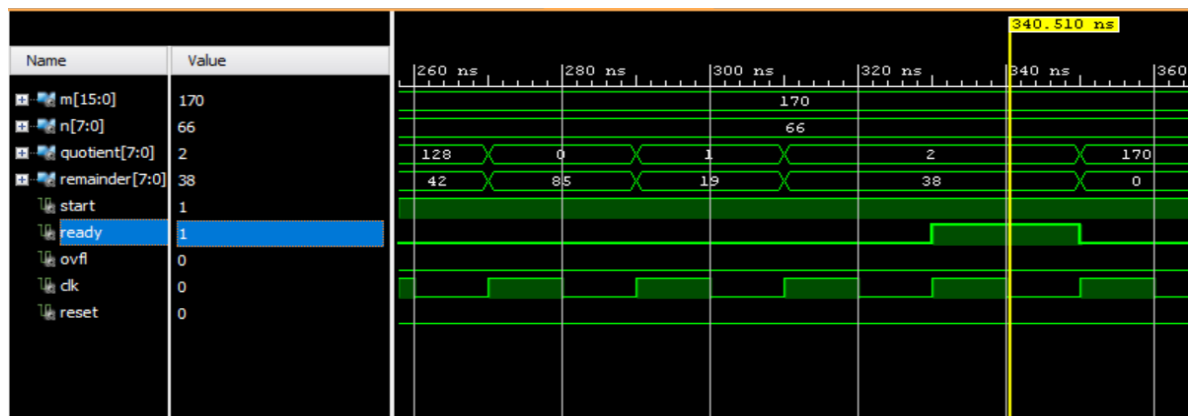 340.510 ns
Name Value
260 ns 280 ns 300 ns 320 ns 340 ns 360
m[15:0] 170 170
n[7:0] 66 66
quotient[7:0] 2 128 0 1 2 170
remainder[7:0] 38 42 85 19 38 0
start 1
ready 1
ovfl 0
clk 0
reset 0